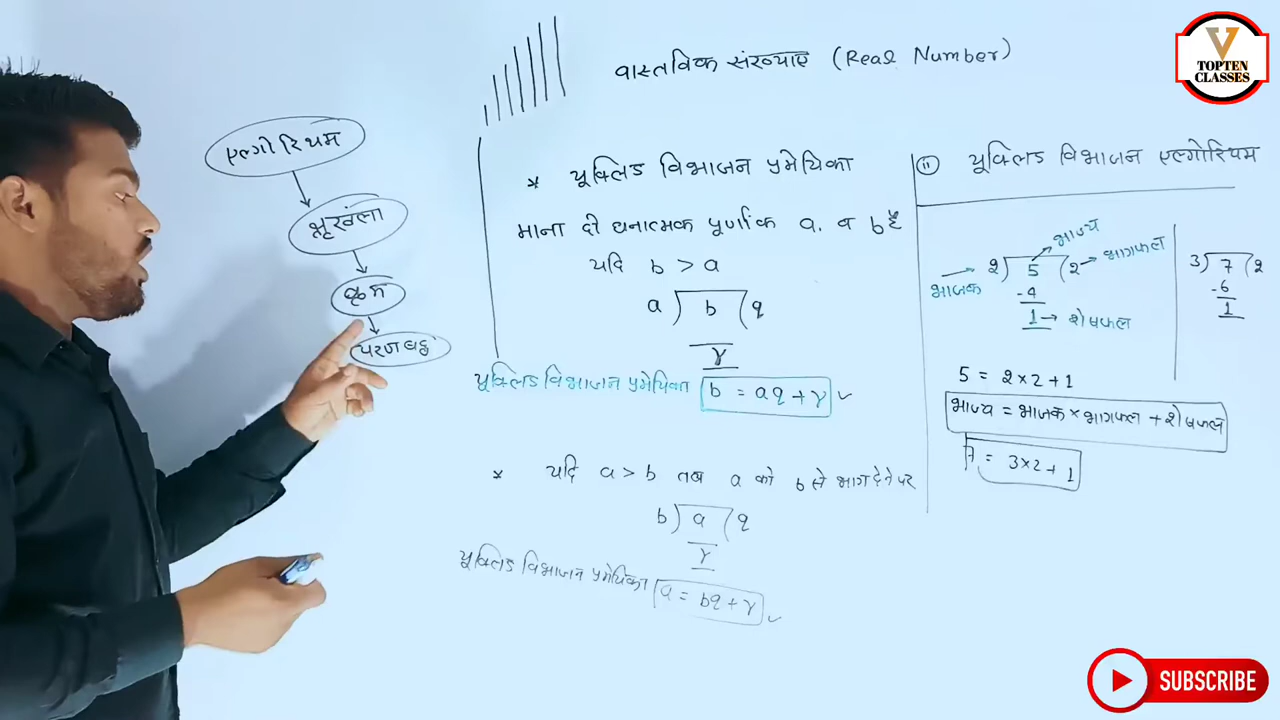 वास्तविक संख्याए (Real Number)
एल्गोरिथम
श्रृखंला
क्रम
* यूक्लिड विभाजन प्रमेयिका
माना दो धनात्मक पूर्णांक a, व b है
यदि b > a
a) b (q
r
यूक्लिड विभाजन प्रमेयिका b = aq + r
* यदि a > b तब a को b से भाग देने पर
b) a (q
r
यूक्लिड विभाजन प्रमेयिका a = bq + r
(ii) यूक्लिड विभाजन एल्गोरिथम
भाज्य
भाजक 2) 5 (2 → भागफल
-4
1 → शेषफल
3) 7 (2
-6
1
5 = 2 × 2 + 1
भाज्य = भाजक × भागफल + शेषफल
7 = 3×2 + 1
V
TOPTEN
CLASSES
SUBSCRIBE